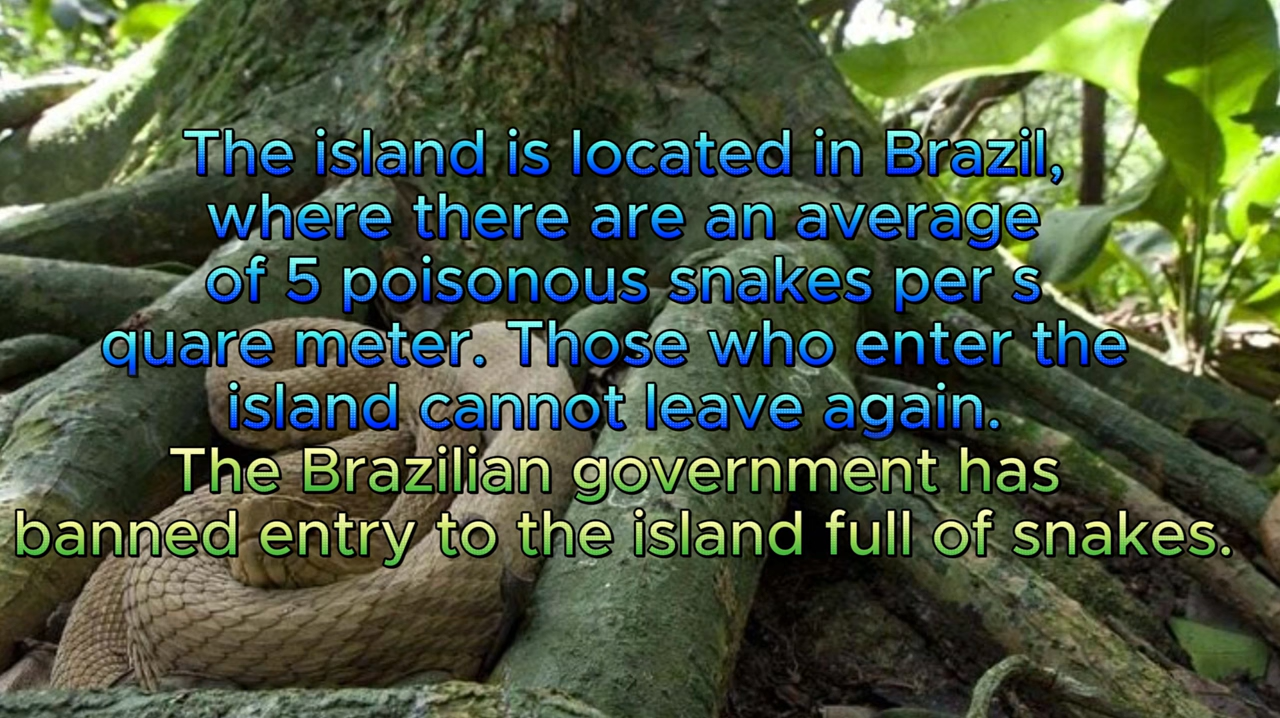 The island is located in Brazil,
where there are an average
of 5 poisonous snakes per s
quare meter. Those who enter the
island cannot leave again.
The Brazilian government has
banned entry to the island full of snakes.